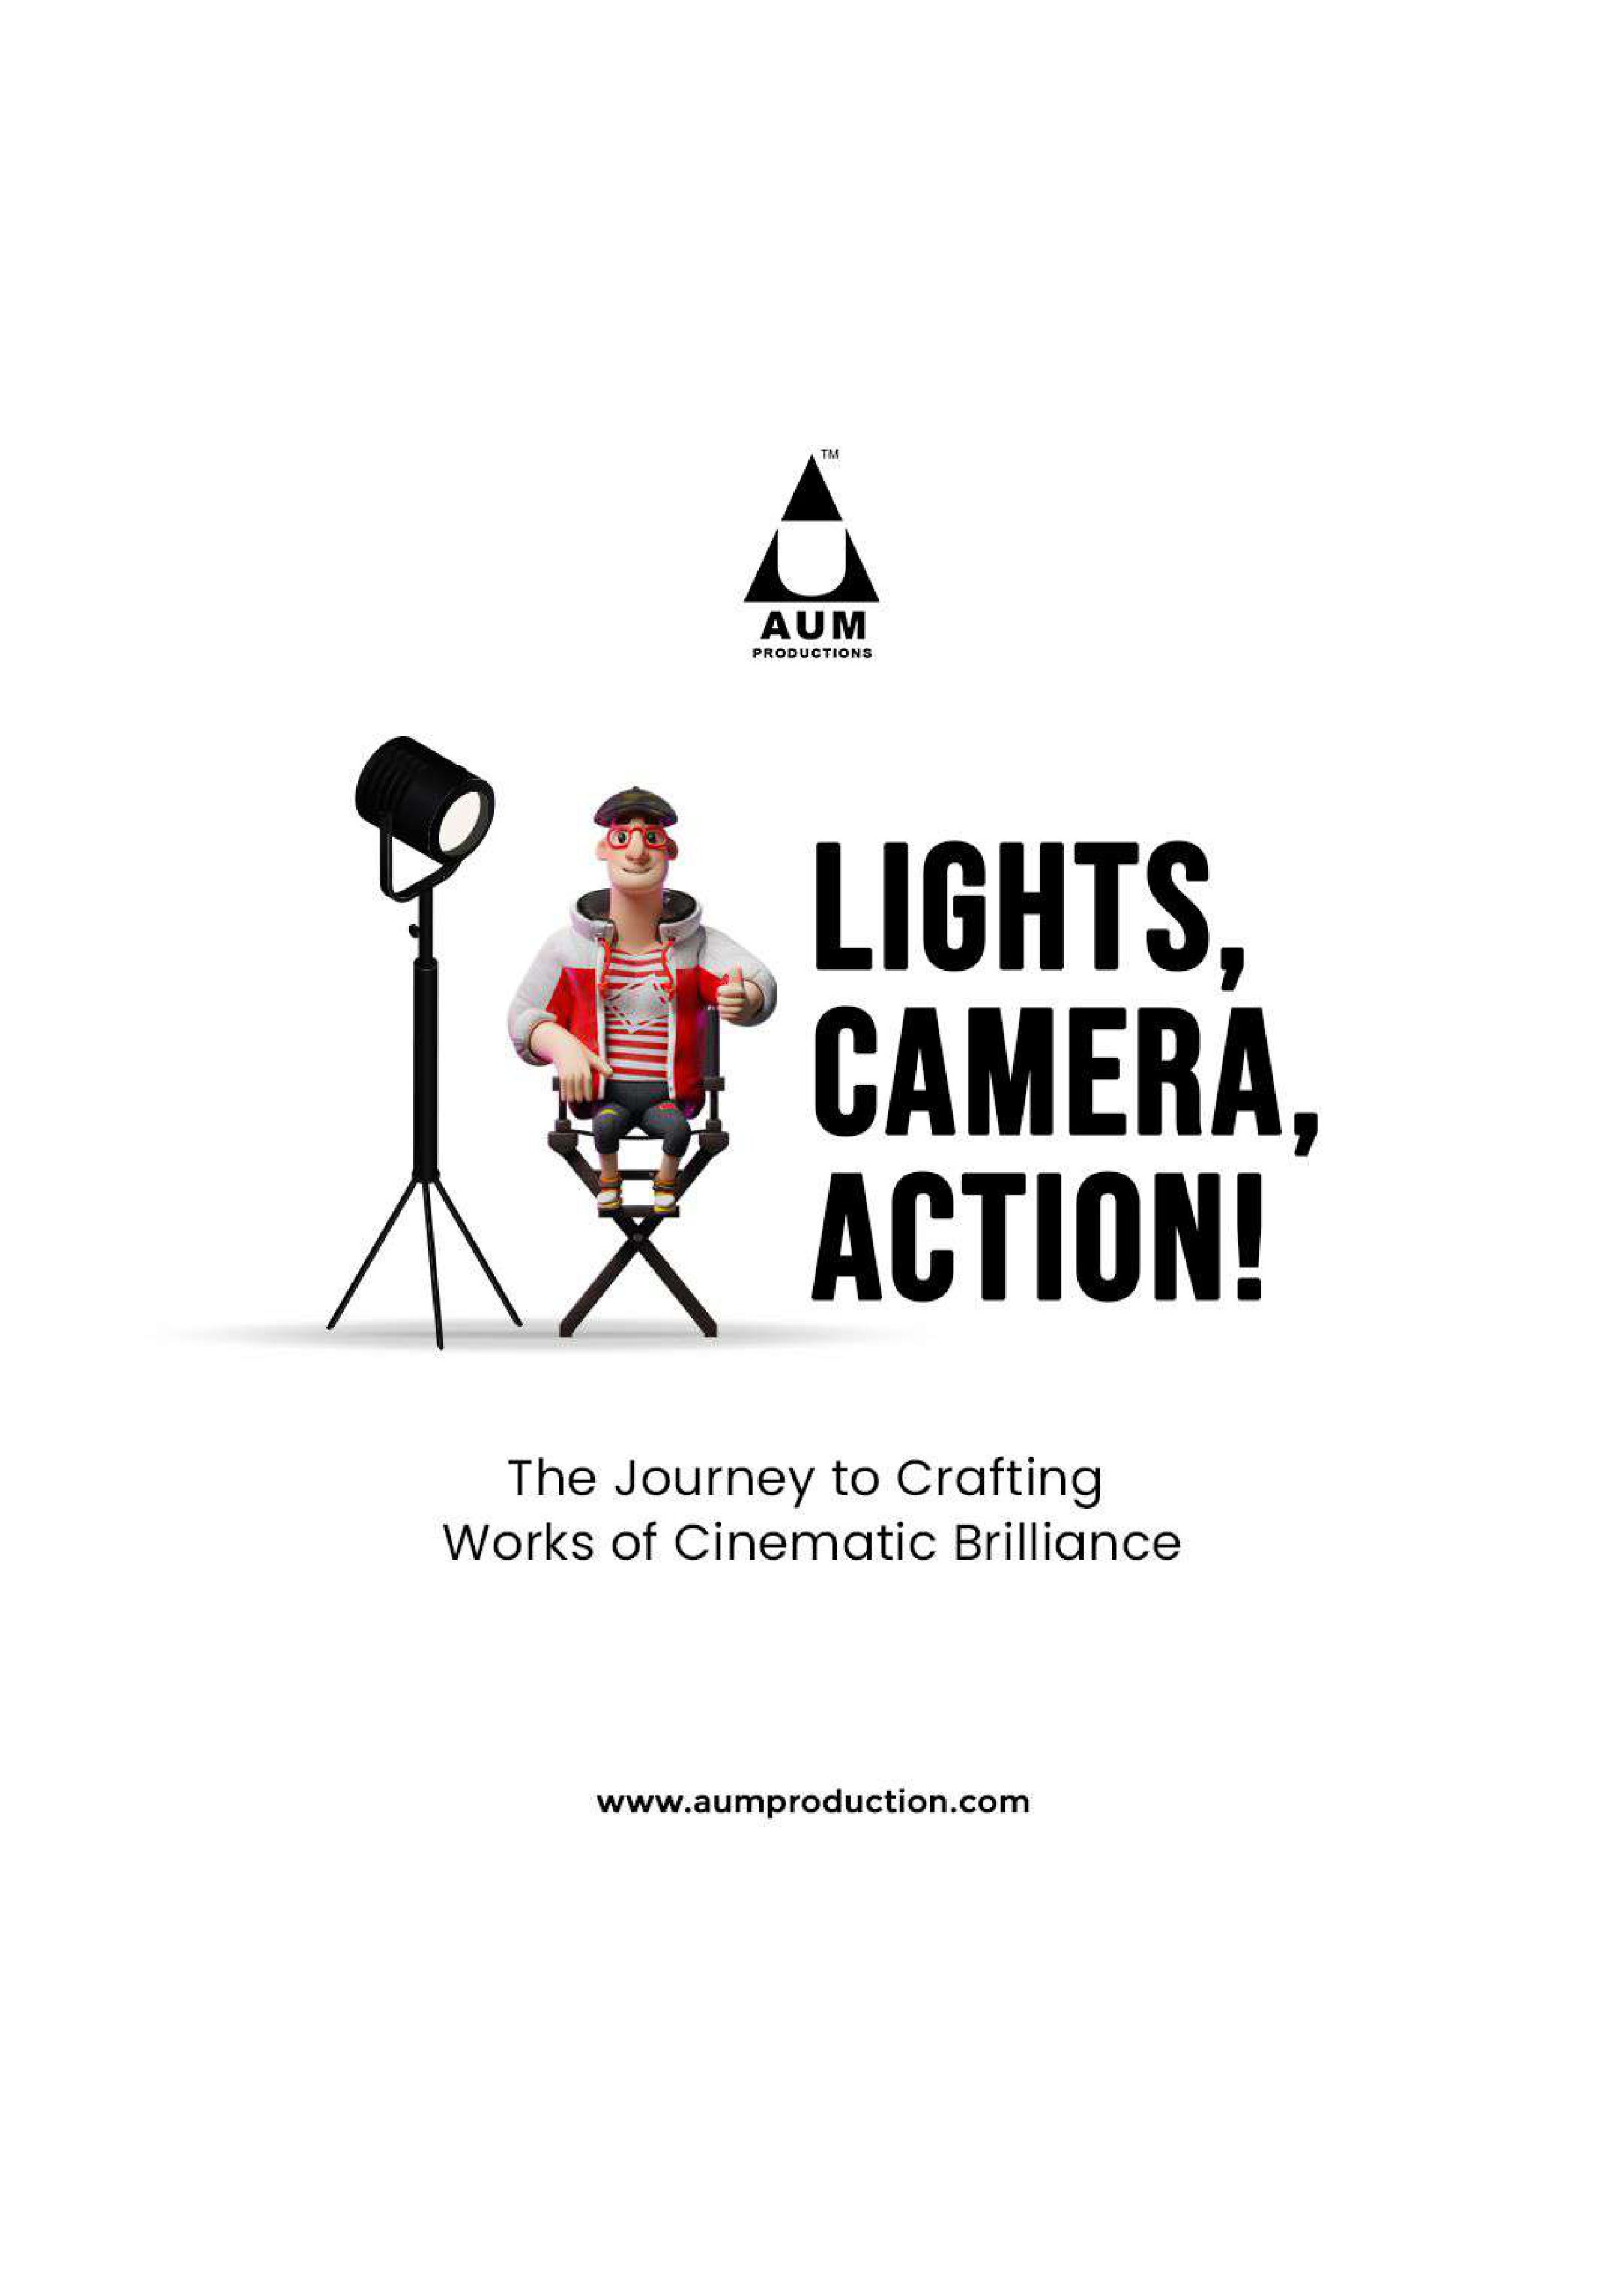 TM
AUM
PRODUCTIONS
LIGHTS,
CAMERA,
ACTION!
The Journey to Crafting
Works of Cinematic Brilliance
www.aumproduction.com